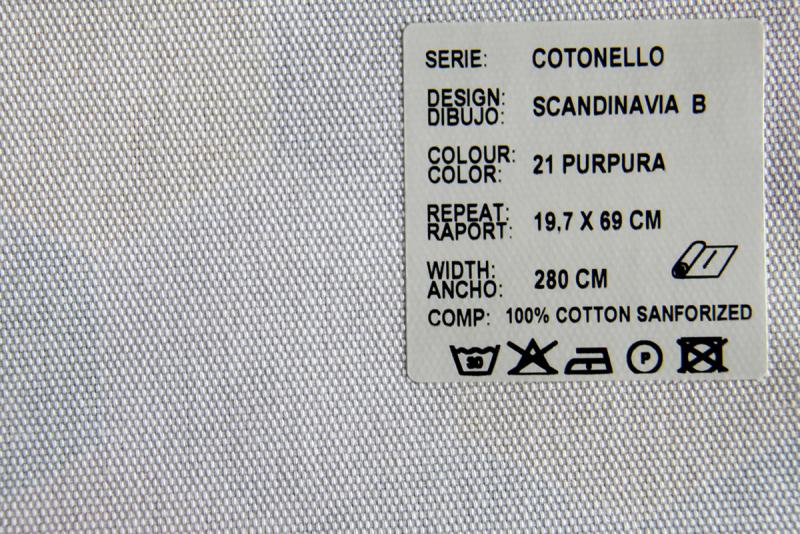 SERIE: COTONELLO
DESIGN:
DIBUJO: SCANDINAVIA B
COLOUR:
COLOR: 21 PURPURA
REPEAT:
RAPORT: 19,7 X 69 CM
WIDTH:
ANCHO: 280 CM
COMP: 100% COTTON SANFORIZED
30 P